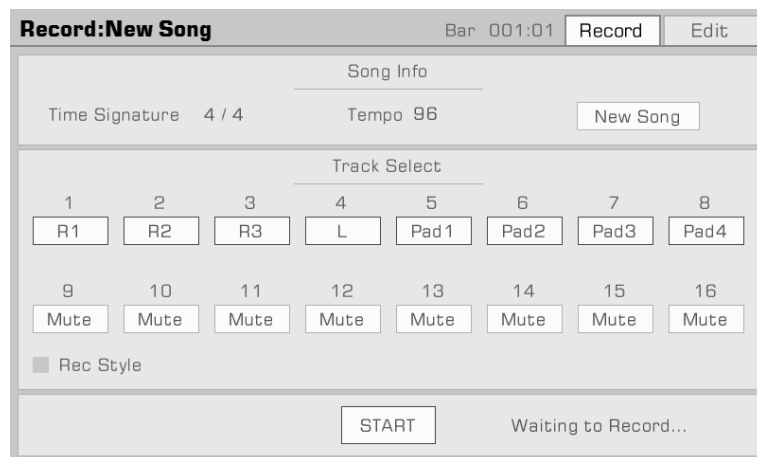 Record:New Song Bar 001:01 Record Edit
Song Info
Time Signature 4 / 4 Tempo 96 New Song
Track Select
1 2 3 4 5 6 7 8
R1 R2 R3 L Pad1 Pad2 Pad3 Pad4
9 10 11 12 13 14 15 16
Mute Mute Mute Mute Mute Mute Mute Mute
Rec Style
START Waiting to Record...